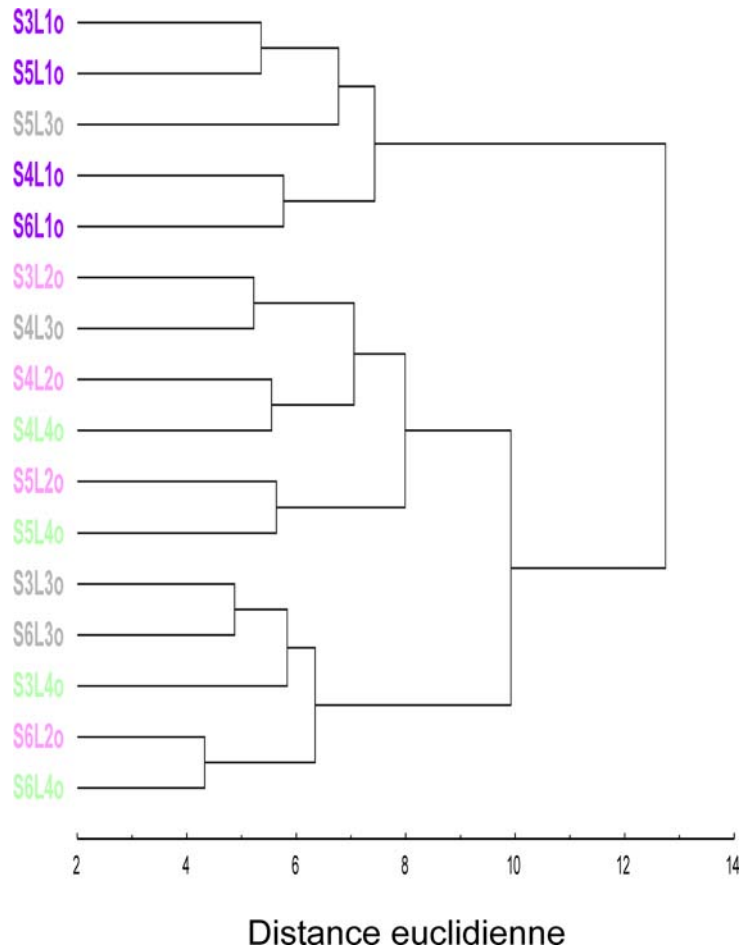 S3L1o
S5L1o
S5L3o
S4L1o
S6L1o
S3L2o
S4L3o
S4L2o
S4L4o
S5L2o
S5L4o
S3L3o
S6L3o
S3L4o
S6L2o
S6L4o
2 4 6 8 10 12 14
Distance euclidienne